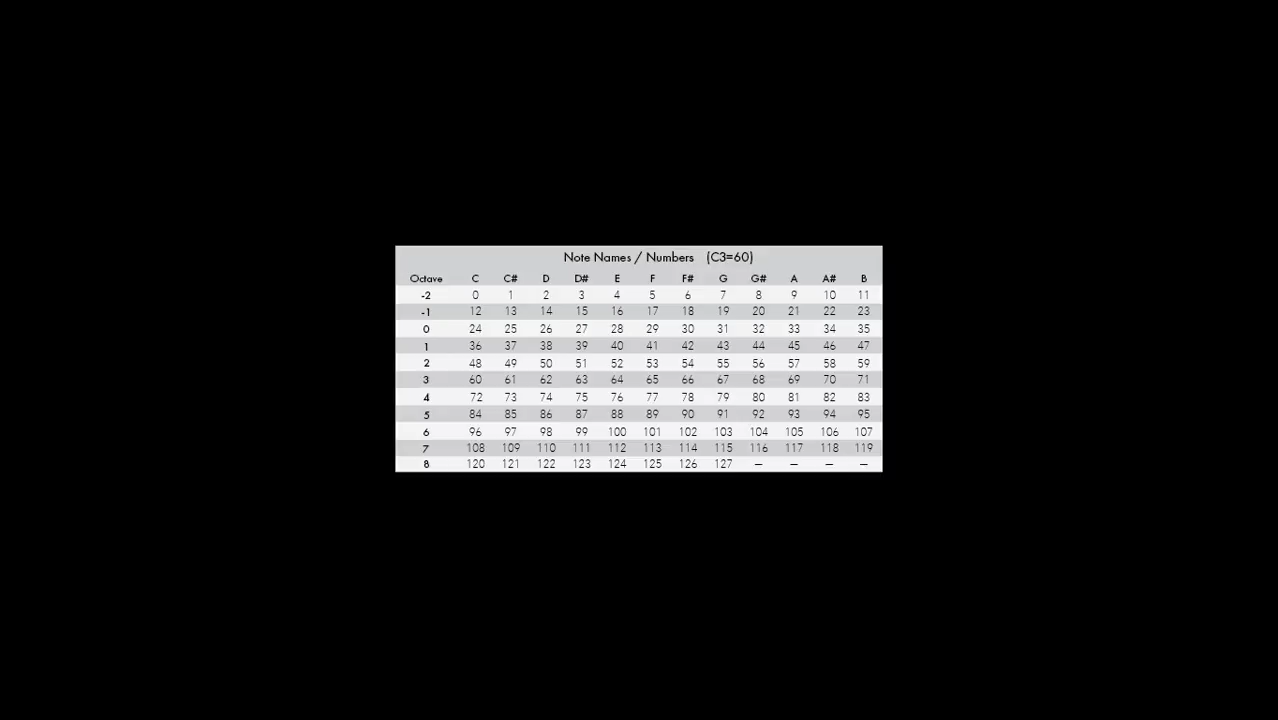 Note Names / Numbers (C3=60)
Octave C C# D D# E F F# G G# A A# B
-2 0 1 2 3 4 5 6 7 8 9 10 11
-1 12 13 14 15 16 17 18 19 20 21 22 23
0 24 25 26 27 28 29 30 31 32 33 34 35
1 36 37 38 39 40 41 42 43 44 45 46 47
2 48 49 50 51 52 53 54 55 56 57 58 59
3 60 61 62 63 64 65 66 67 68 69 70 71
4 72 73 74 75 76 77 78 79 80 81 82 83
5 84 85 86 87 88 89 90 91 92 93 94 95
6 96 97 98 99 100 101 102 103 104 105 106 107
7 108 109 110 111 112 113 114 115 116 117 118 119
8 120 121 122 123 124 125 126 127 — — — —